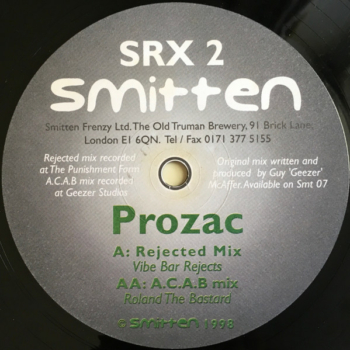 SRX 2
smitten
Smitten Frenzy Ltd. The Old Truman Brewery, 91 Brick Lane,
London E1 6QN. Tel / Fax 0171 377 5155
Rejected mix recorded
at The Punishment Farm
A.C.A.B mix recorded
at Geezer Studios
Original mix written and
produced by Guy 'Geezer'
McAffer. Available on Smt 07
Prozac
A: Rejected Mix
Vibe Bar Rejects
AA: A.C.A.B mix
Roland The Bastard
© smitten 1998